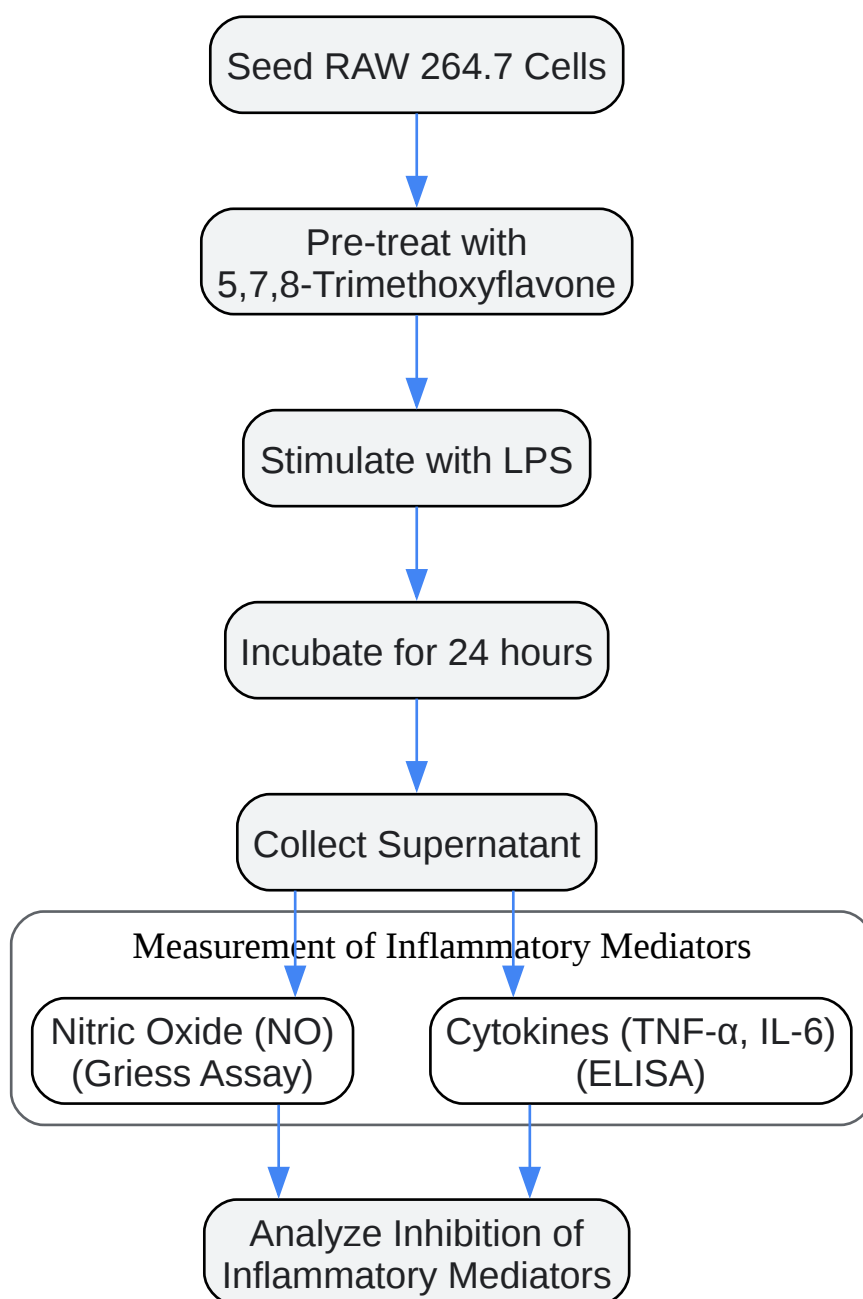 Seed RAW 264.7 Cells
Pre-treat with
5,7,8-Trimethoxyflavone
Stimulate with LPS
Incubate for 24 hours
Collect Supernatant
Measurement of Inflammatory Mediators
Nitric Oxide (NO)
(Griess Assay)
Cytokines (TNF-α, IL-6)
(ELISA)
Analyze Inhibition of
Inflammatory Mediators